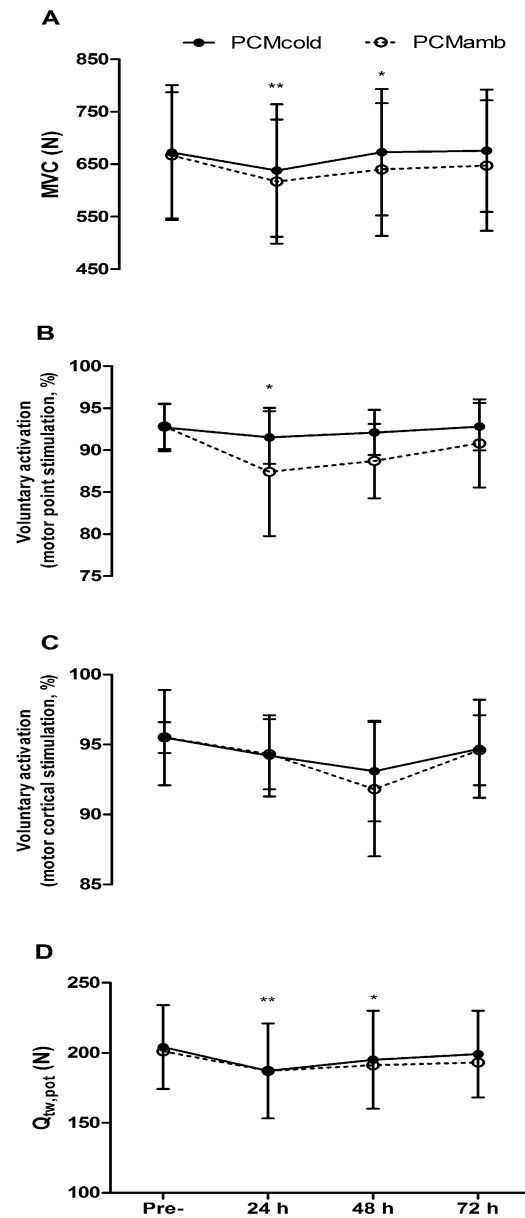 A
PCMcold PCMamb
850
750
650
550
450
MVC (N)
**
*
B
100
95
90
85
80
75
Voluntary activation
(motor point stimulation, %)
*
C
100
95
90
85
Voluntary activation
(motor cortical stimulation, %)
D
250
200
150
100
Qtw,pot (N)
**
*
Pre- 24 h 48 h 72 h